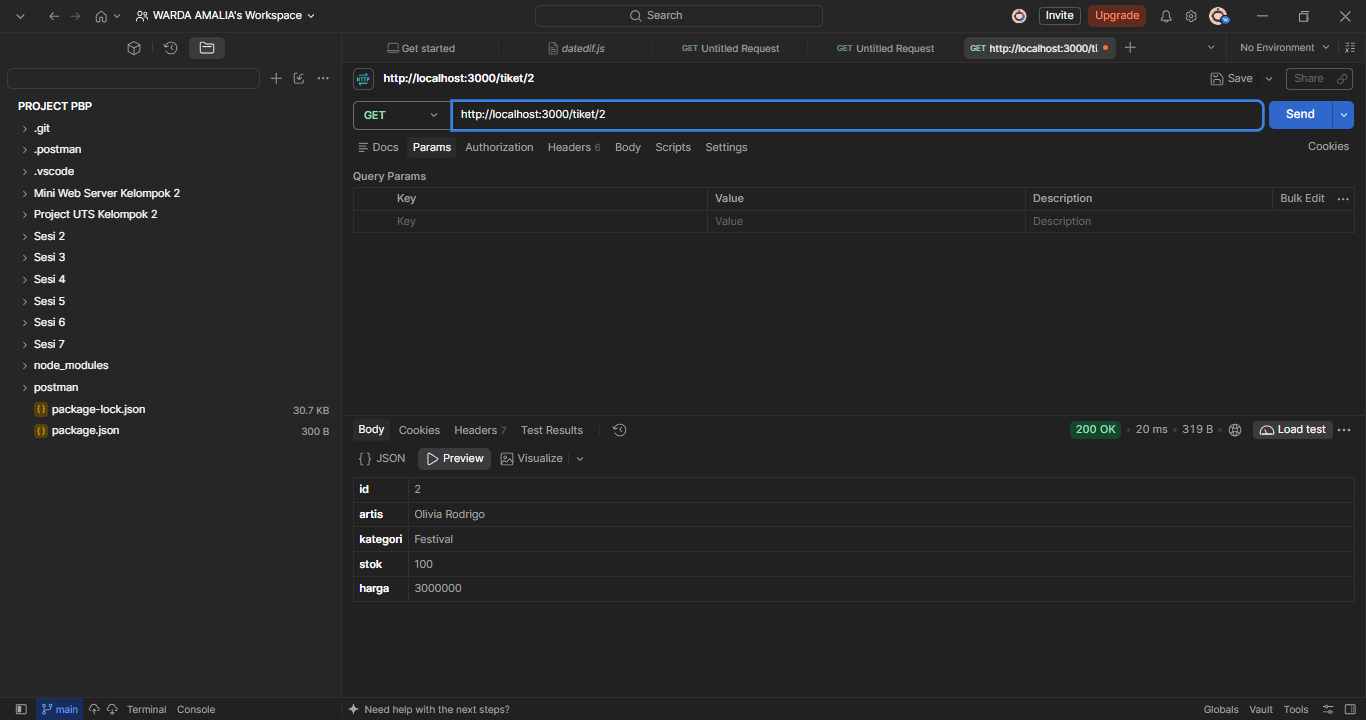 WARDA AMALIA's Workspace
Search
Invite
Upgrade
Get started
datedif.js
GET Untitled Request
GET Untitled Request
GET http://localhost:3000/ti
No Environment
PROJECT PBP
.git
.postman
.vscode
Mini Web Server Kelompok 2
Project UTS Kelompok 2
Sesi 2
Sesi 3
Sesi 4
Sesi 5
Sesi 6
Sesi 7
node_modules
postman
{} package-lock.json 30.7 KB
{} package.json 300 B
HTTP http://localhost:3000/tiket/2
Save
Share
GET http://localhost:3000/tiket/2
Send
Docs Params Authorization Headers 6 Body Scripts Settings
Cookies
Query Params
Key Value Description Bulk Edit
Key Value Description
Body Cookies Headers 7 Test Results
200 OK • 20 ms • 319 B
Load test
{ } JSON Preview Visualize
id 2
artis Olivia Rodrigo
kategori Festival
stok 100
harga 3000000
main
Terminal Console
Need help with the next steps?
Globals Vault Tools